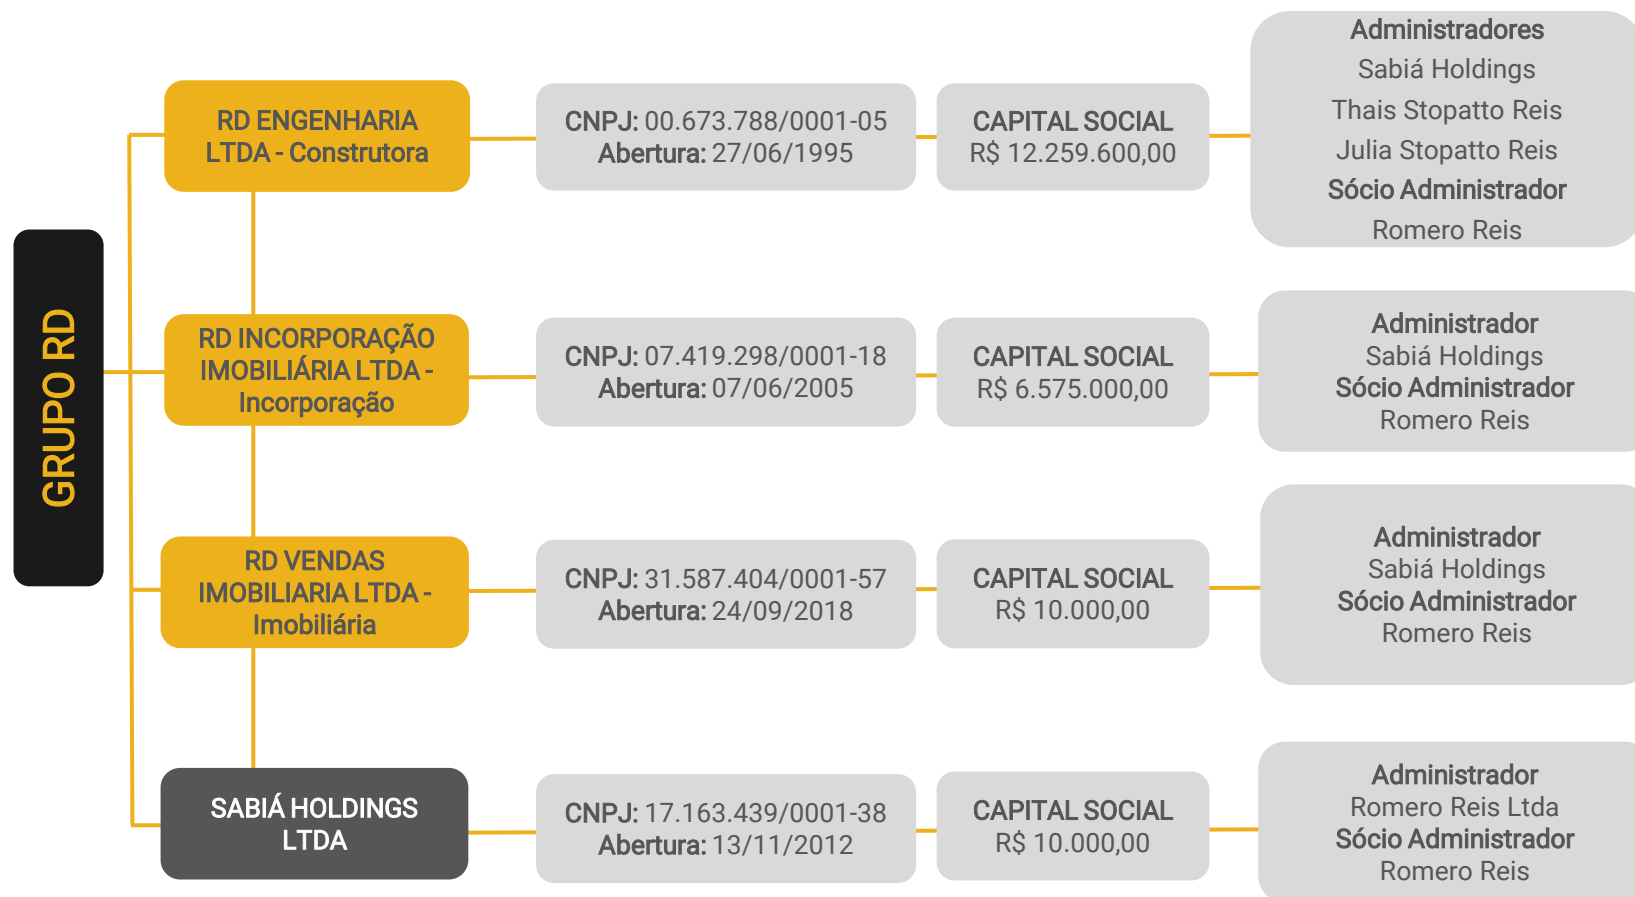 GRUPO RD
RD ENGENHARIA
LTDA - Construtora
CNPJ: 00.673.788/0001-05
Abertura: 27/06/1995
CAPITAL SOCIAL
R$ 12.259.600,00
Administradores
Sabiá Holdings
Thais Stopatto Reis
Julia Stopatto Reis
Sócio Administrador
Romero Reis
RD INCORPORAÇÃO
IMOBILIÁRIA LTDA -
Incorporação
CNPJ: 07.419.298/0001-18
Abertura: 07/06/2005
CAPITAL SOCIAL
R$ 6.575.000,00
Administrador
Sabiá Holdings
Sócio Administrador
Romero Reis
RD VENDAS
IMOBILIARIA LTDA -
Imobiliária
CNPJ: 31.587.404/0001-57
Abertura: 24/09/2018
CAPITAL SOCIAL
R$ 10.000,00
Administrador
Sabiá Holdings
Sócio Administrador
Romero Reis
SABIÁ HOLDINGS
LTDA
CNPJ: 17.163.439/0001-38
Abertura: 13/11/2012
CAPITAL SOCIAL
R$ 10.000,00
Administrador
Romero Reis Ltda
Sócio Administrador
Romero Reis